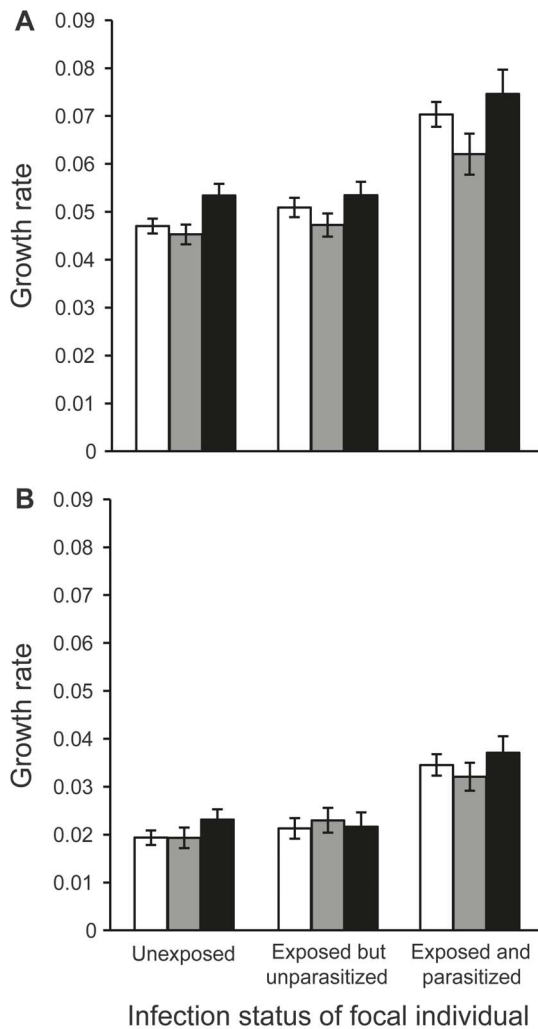 A
0.09
0.08
0.07
0.06
0.05
0.04
0.03
0.02
0.01
0
Growth rate
B
0.09
0.08
0.07
0.06
0.05
0.04
0.03
0.02
0.01
0
Growth rate
Unexposed
Exposed but
unparasitized
Exposed and
parasitized
Infection status of focal individual